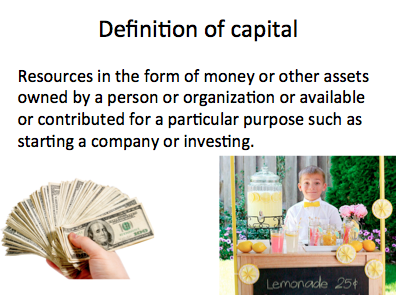 Definition of capital
Resources in the form of money or other assets
owned by a person or organization or available
or contributed for a particular purpose such as
starting a company or investing.
100
Lemonade 25¢